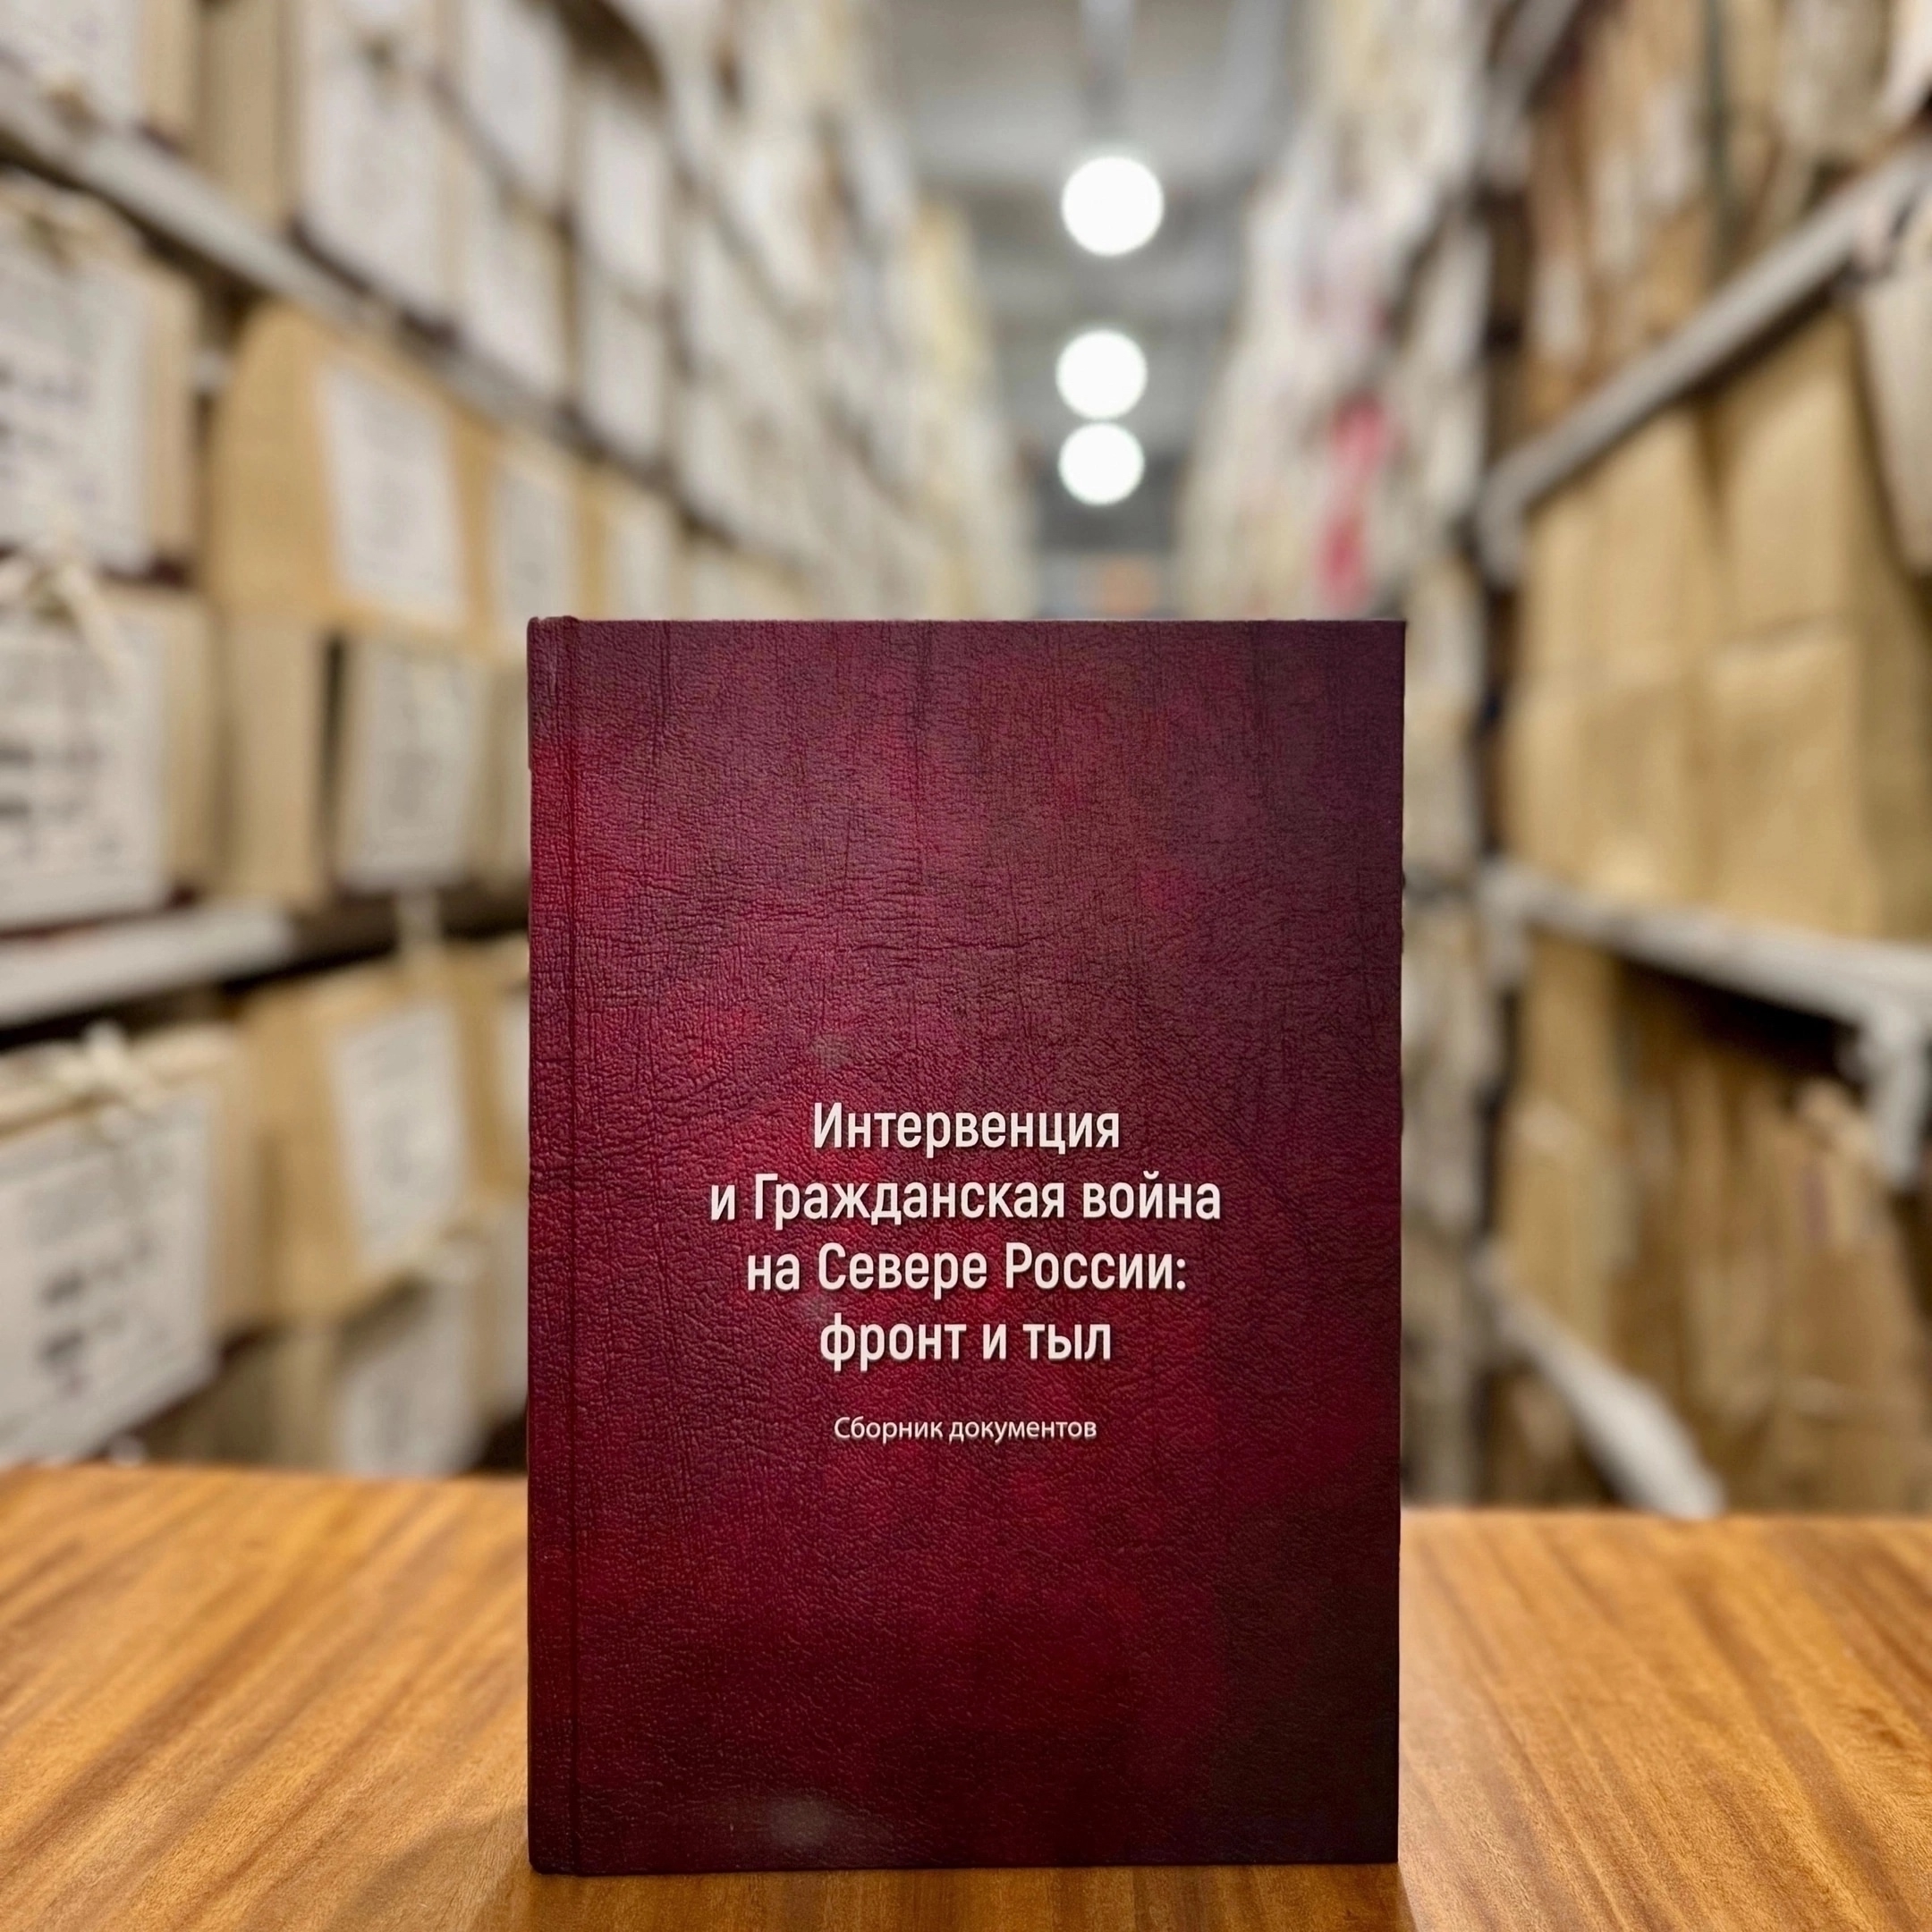 Интервенция
и Гражданская война
на Севере России:
фронт и тыл
Сборник документов